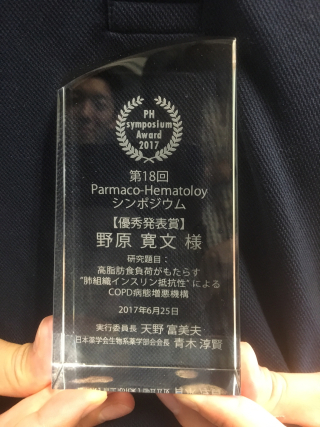 PH
symposium
Award
2017
第18回
Parmaco-Hematoloy
シンポジウム
【優秀発表賞】
野原 寛文 様
研究題目：
高脂肪食負荷がもたらす
"肺組織インスリン抵抗性"による
COPD病態増悪機構
2017年6月25日
実行委員長 天野 富美夫
日本薬学会生物系薬学部会会長 青木 淳賢